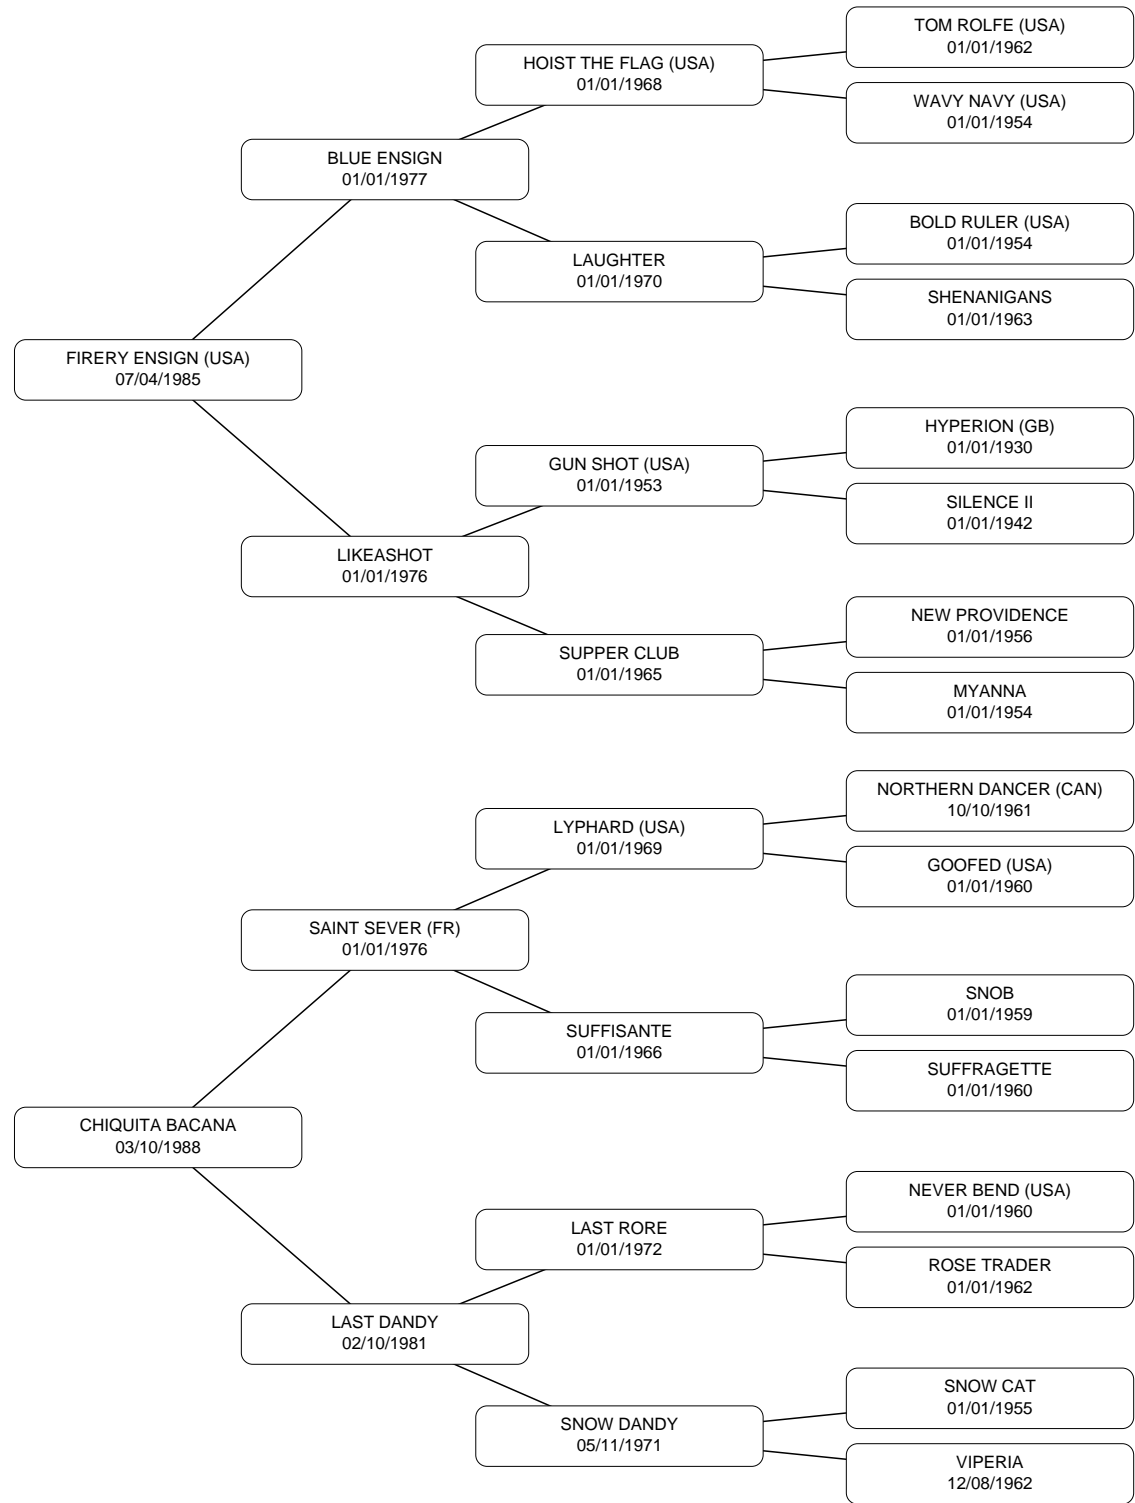 TOM ROLFE (USA)
01/01/1962
HOIST THE FLAG (USA)
01/01/1968
WAVY NAVY (USA)
01/01/1954
BLUE ENSIGN
01/01/1977
BOLD RULER (USA)
01/01/1954
LAUGHTER
01/01/1970
SHENANIGANS
01/01/1963
FIRERY ENSIGN (USA)
07/04/1985
HYPERION (GB)
01/01/1930
GUN SHOT (USA)
01/01/1953
SILENCE II
01/01/1942
LIKEASHOT
01/01/1976
NEW PROVIDENCE
01/01/1956
SUPPER CLUB
01/01/1965
MYANNA
01/01/1954
NORTHERN DANCER (CAN)
10/10/1961
LYPHARD (USA)
01/01/1969
GOOFED (USA)
01/01/1960
SAINT SEVER (FR)
01/01/1976
SNOB
01/01/1959
SUFFISANTE
01/01/1966
SUFFRAGETTE
01/01/1960
CHIQUITA BACANA
03/10/1988
NEVER BEND (USA)
01/01/1960
LAST RORE
01/01/1972
ROSE TRADER
01/01/1962
LAST DANDY
02/10/1981
SNOW CAT
01/01/1955
SNOW DANDY
05/11/1971
VIPERIA
12/08/1962